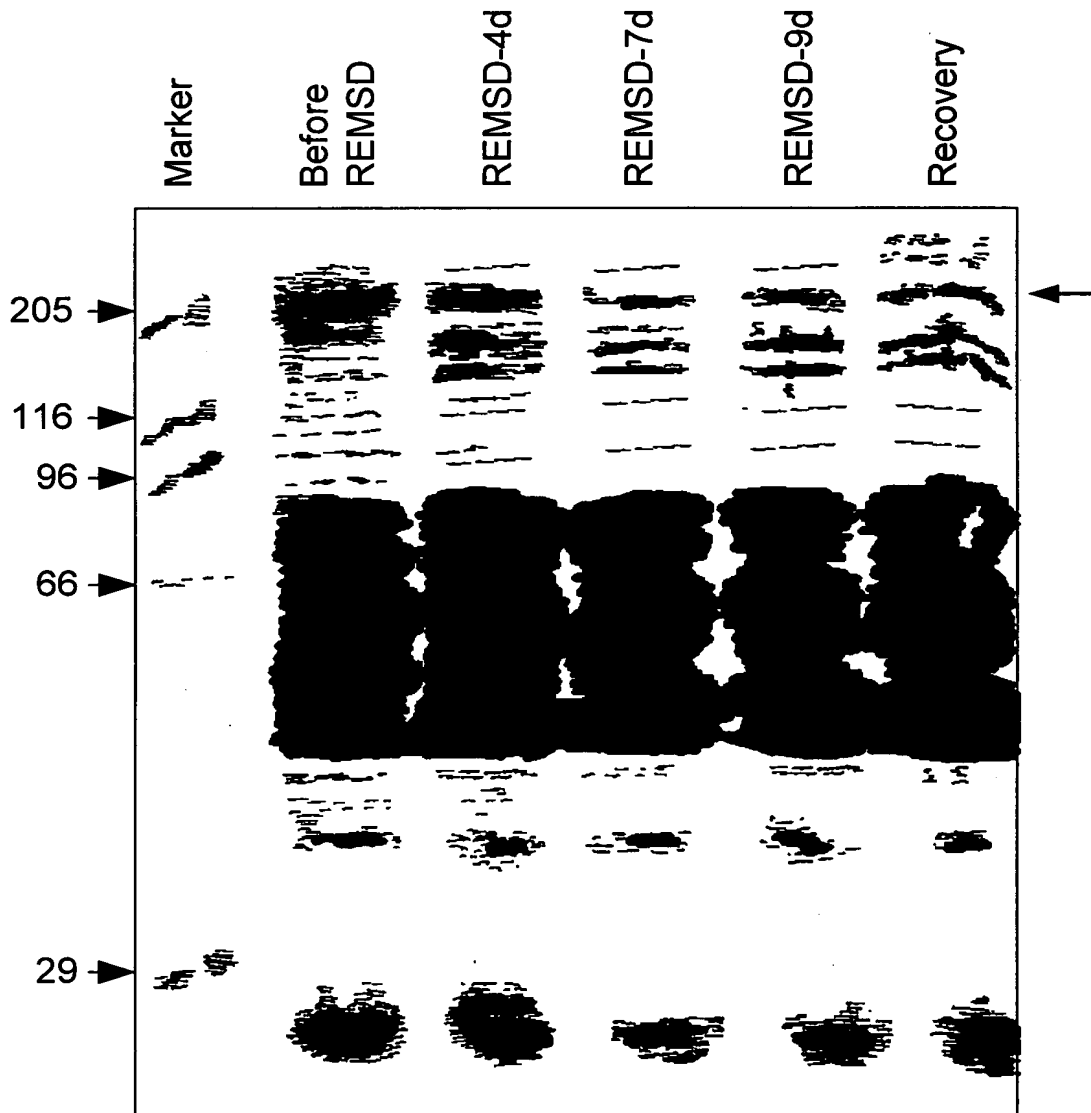 Marker
Before
REMSD
REMSD-4d
REMSD-7d
REMSD-9d
Recovery
205
116
96
66
29